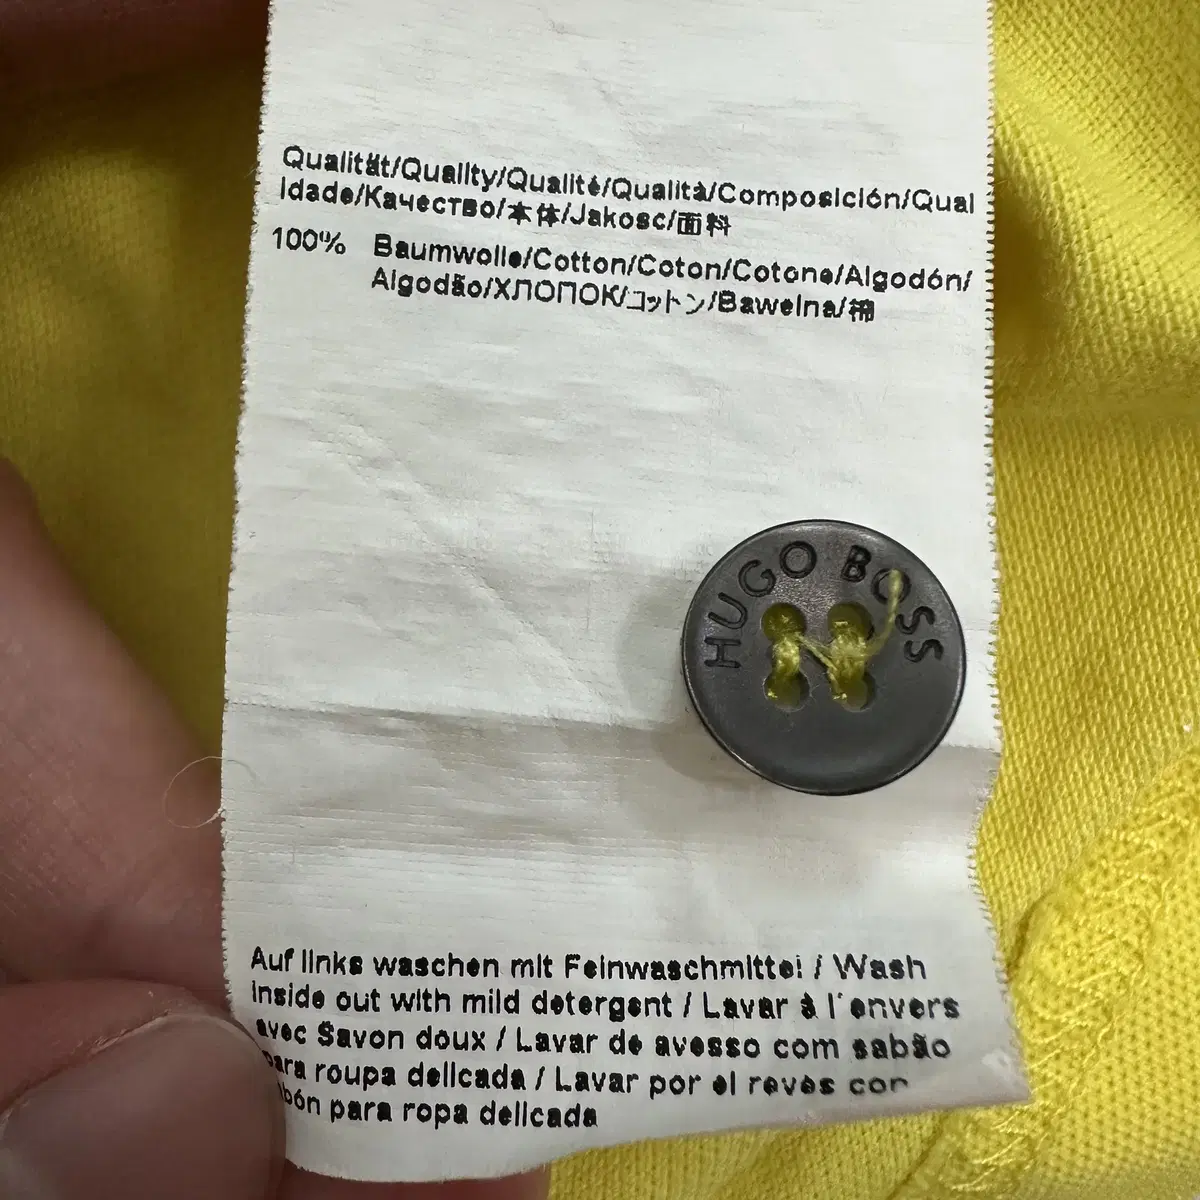 Qualität/Quality/Qualité/Qualità/Composición/Qual
idade/Качество/本体/Jakosc/面料
100% Baumwolle/Cotton/Coton/Cotone/Algodón/
Algodão/ХЛОПОК/コットン/Bawelna/棉
HUGO BOSS
Auf links waschen mit Feinwaschmittel / Wash
inside out with mild detergent / Lavar à l'envers
avec Savon doux / Lavar de avesso com sabão
para roupa delicada / Lavar por el revés con
para ropa delicada